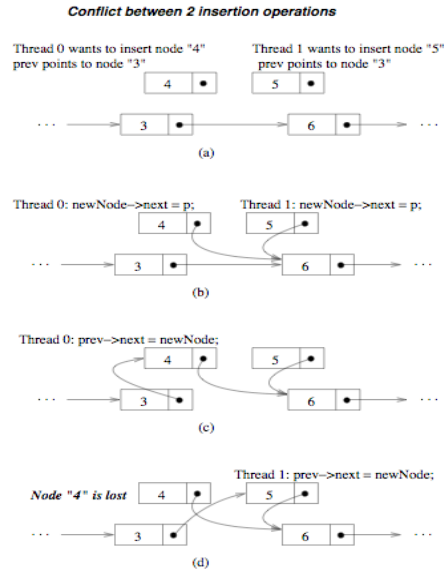 Conflict between 2 insertion operations
Thread 0 wants to insert node "4"
prev points to node "3"
Thread 1 wants to insert node "5"
prev points to node "3"
4
5
...
3
6
...
(a)
Thread 0: newNode->next = p;
Thread 1: newNode->next = p;
4
5
...
3
6
...
(b)
Thread 0: prev->next = newNode;
4
5
...
3
6
...
(c)
Thread 1: prev->next = newNode;
Node "4" is lost
4
5
...
3
6
...
(d)